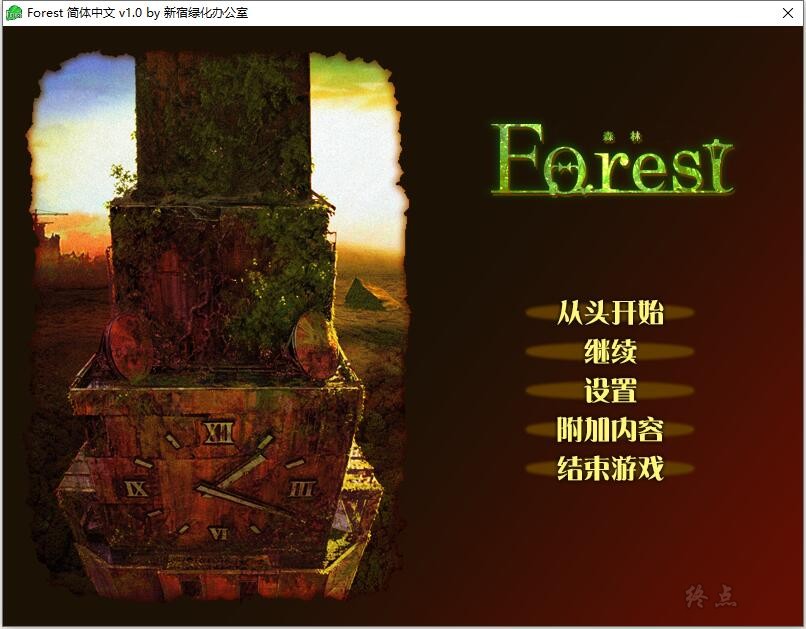 Forest 简体中文 v1.0 by 新宿绿化办公室
森林
Forest
从头开始
继续
设置
附加内容
结束游戏
XII
IX
III
VI
终点